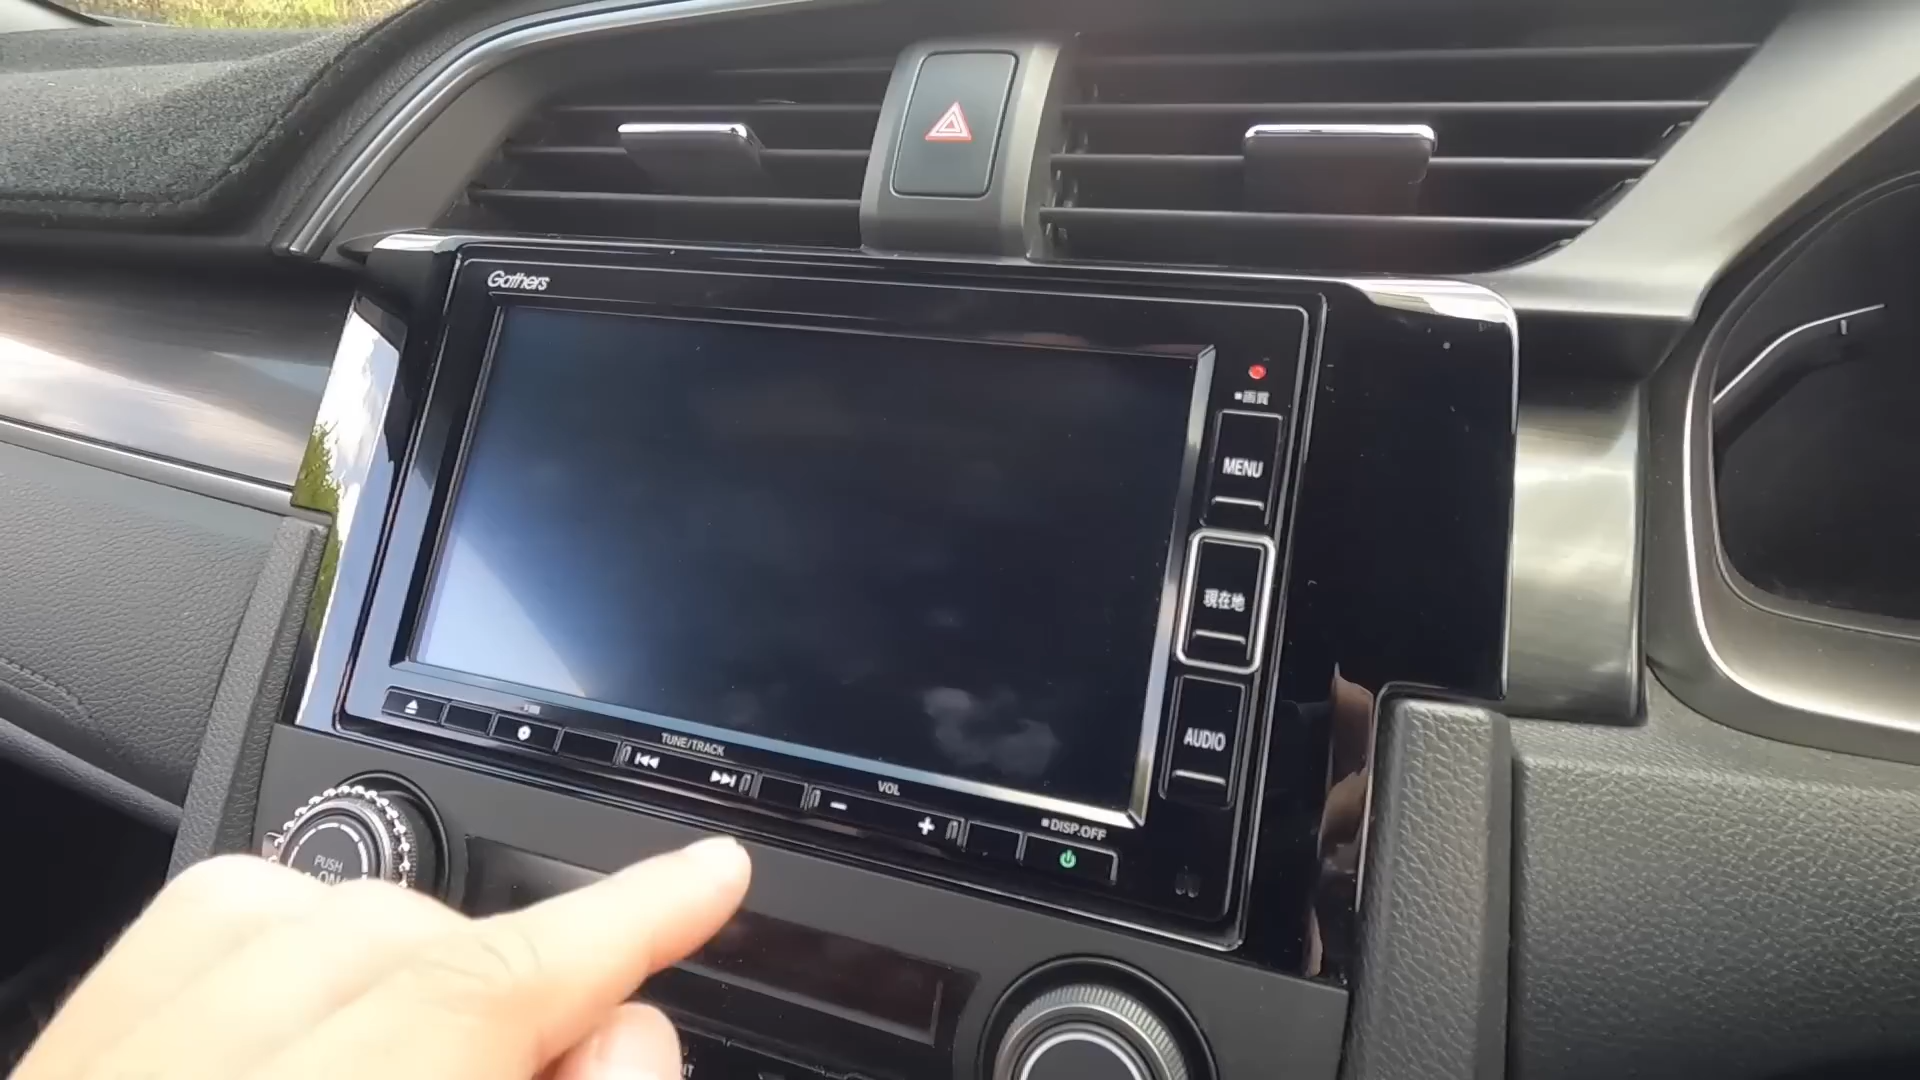 Gathers
■画質
MENU
現在地
AUDIO
TUNE/TRACK
VOL
■DISP.OFF
PUSH